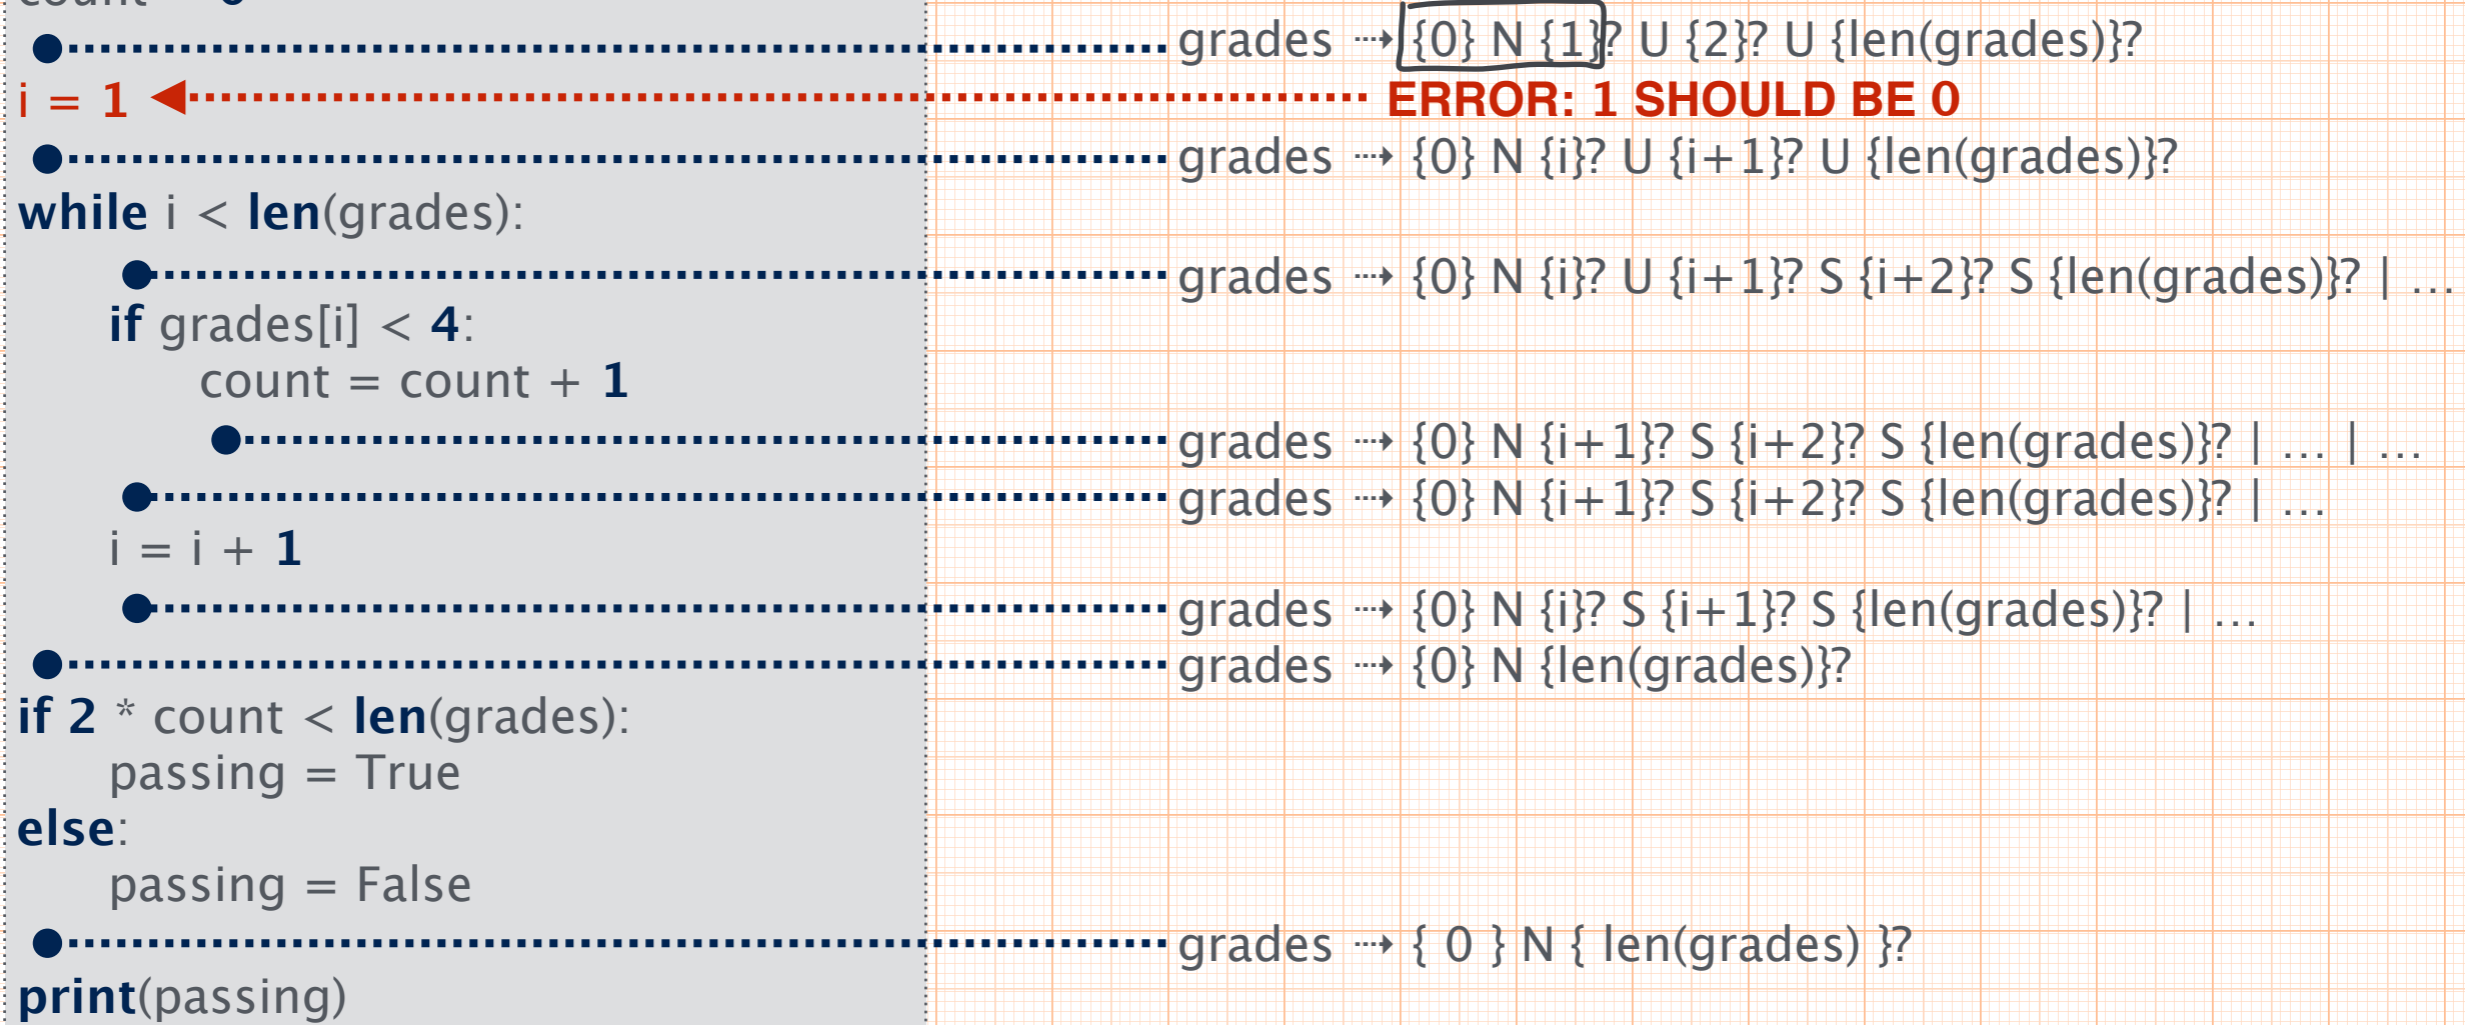 count
grades ⇢ {0} N {1}? U {2}? U {len(grades)}?
i = 1 ERROR: 1 SHOULD BE 0
grades ⇢ {0} N {i}? U {i+1}? U {len(grades)}?
while i < len(grades):
grades ⇢ {0} N {i}? U {i+1}? S {i+2}? S {len(grades)}? | …
if grades[i] < 4:
count = count + 1
grades ⇢ {0} N {i+1}? S {i+2}? S {len(grades)}? | … | …
grades ⇢ {0} N {i+1}? S {i+2}? S {len(grades)}? | …
i = i + 1
grades ⇢ {0} N {i}? S {i+1}? S {len(grades)}? | …
grades ⇢ {0} N {len(grades)}?
if 2 * count < len(grades):
passing = True
else:
passing = False
grades ⇢ { 0 } N { len(grades) }?
print(passing)